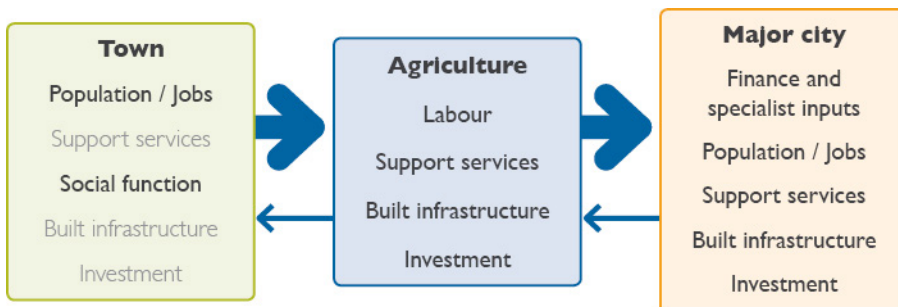 Town
Population / Jobs
Support services
Social function
Built infrastructure
Investment
Agriculture
Labour
Support services
Built infrastructure
Investment
Major city
Finance and
specialist inputs
Population / Jobs
Support services
Built infrastructure
Investment